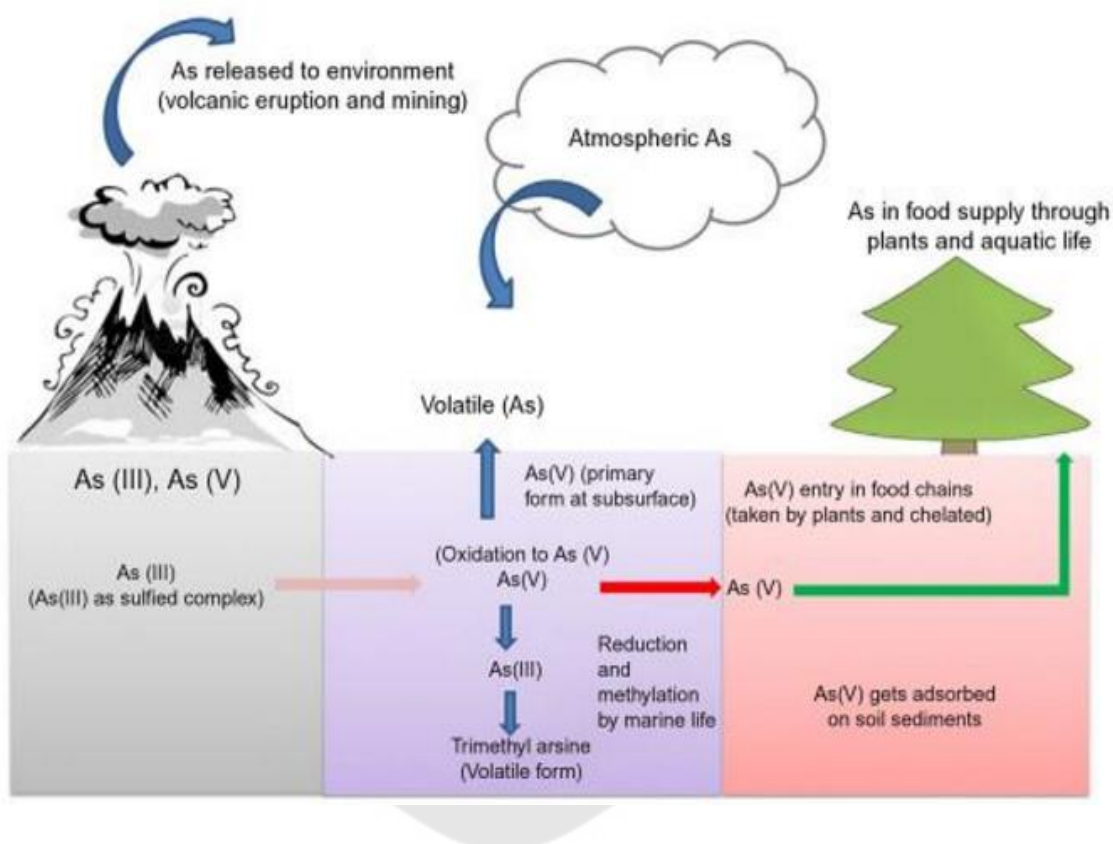 As released to environment
(volcanic eruption and mining)
Atmospheric As
As in food supply through
plants and aquatic life
Volatile (As)
As (III), As (V)
As(V) (primary
form at subsurface)
As(V) entry in food chains
(taken by plants and chelated)
As (III)
(As(III) as sulfied complex)
(Oxidation to As (V)
As(V)
As (V)
As(III)
Reduction
and
methylation
by marine life
Trimethyl arsine
(Volatile form)
As(V) gets adsorbed
on soil sediments